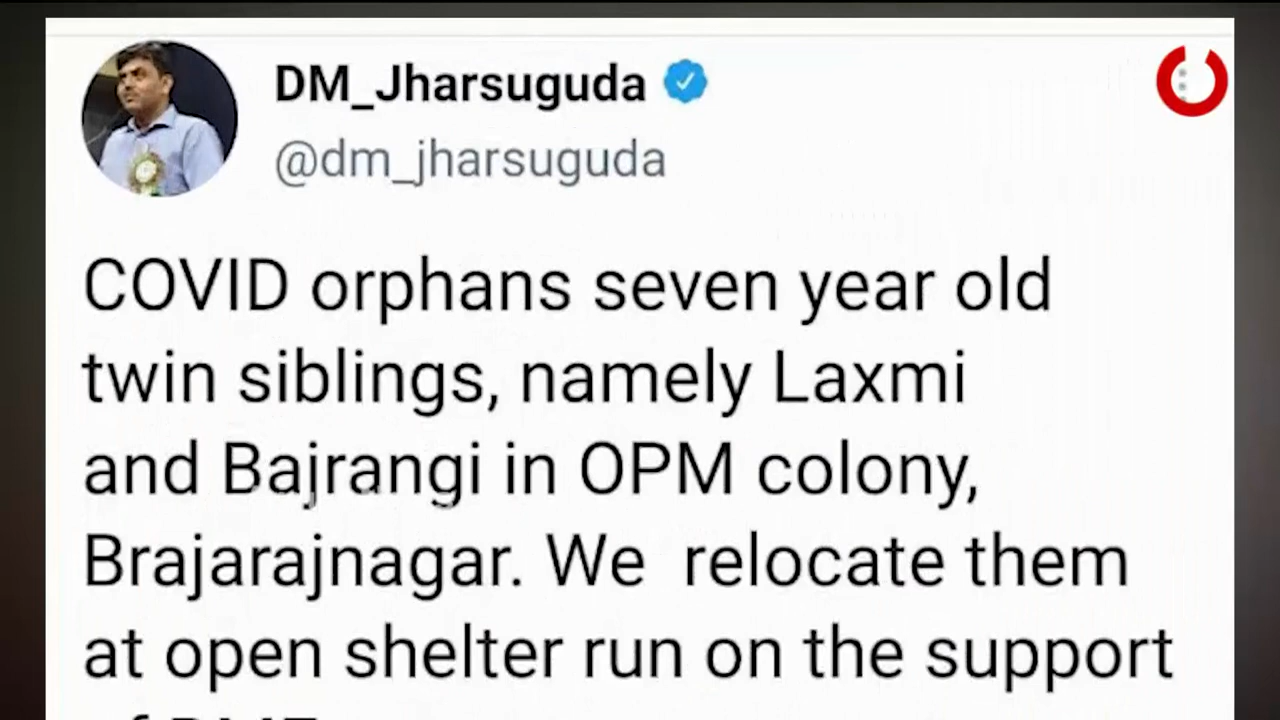 DM_Jharsuguda
@dm_jharsuguda
COVID orphans seven year old
twin siblings, namely Laxmi
and Bajrangi in OPM colony,
Brajarajnagar. We relocate them
at open shelter run on the support